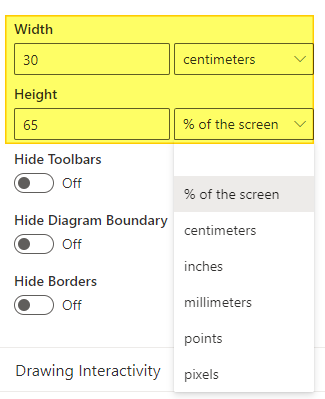 Width
30 centimeters
Height
65 % of the screen
Hide Toolbars
Off
% of the screen
Hide Diagram Boundary
centimeters
Off
inches
Hide Borders
Off
millimeters
points
Drawing Interactivity
pixels